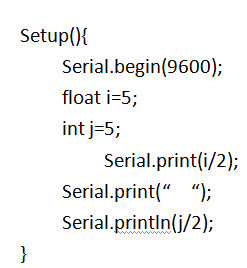 Setup(){
Serial.begin(9600);
float i=5;
int j=5;
Serial.print(i/2);
Serial.print(“    “);
Serial.println(j/2);
}